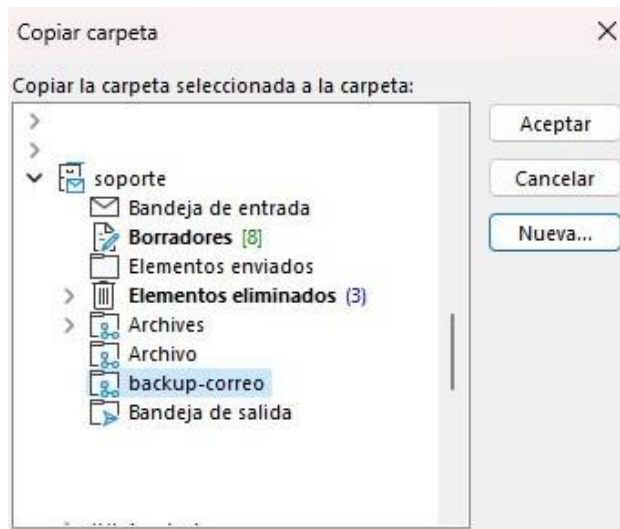 Copiar carpeta
Copiar la carpeta seleccionada a la carpeta:
soporte
Bandeja de entrada
Borradores [8]
Elementos enviados
Elementos eliminados (3)
Archives
Archivo
backup-correo
Bandeja de salida
Aceptar
Cancelar
Nueva...